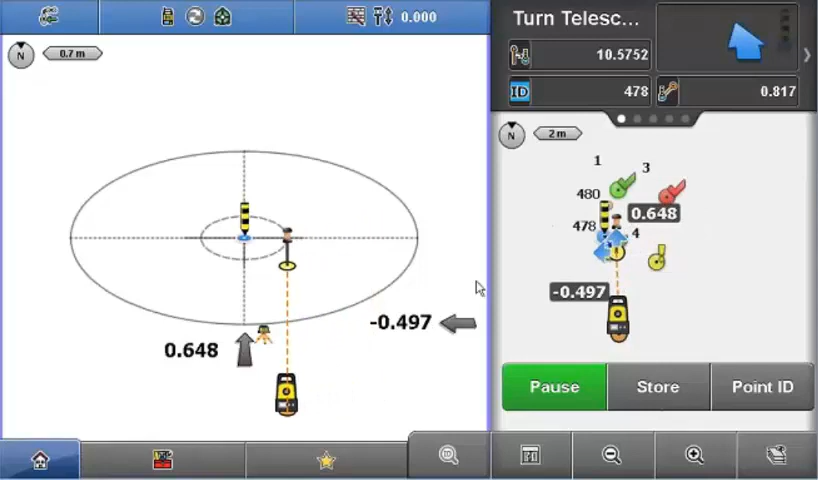 0.000
N
0.7 m
-0.497
0.648
Turn Telesc...
10.5752
ID
478
0.817
N
2 m
1
3
480
0.648
478
4
-0.497
Pause
Store
Point ID